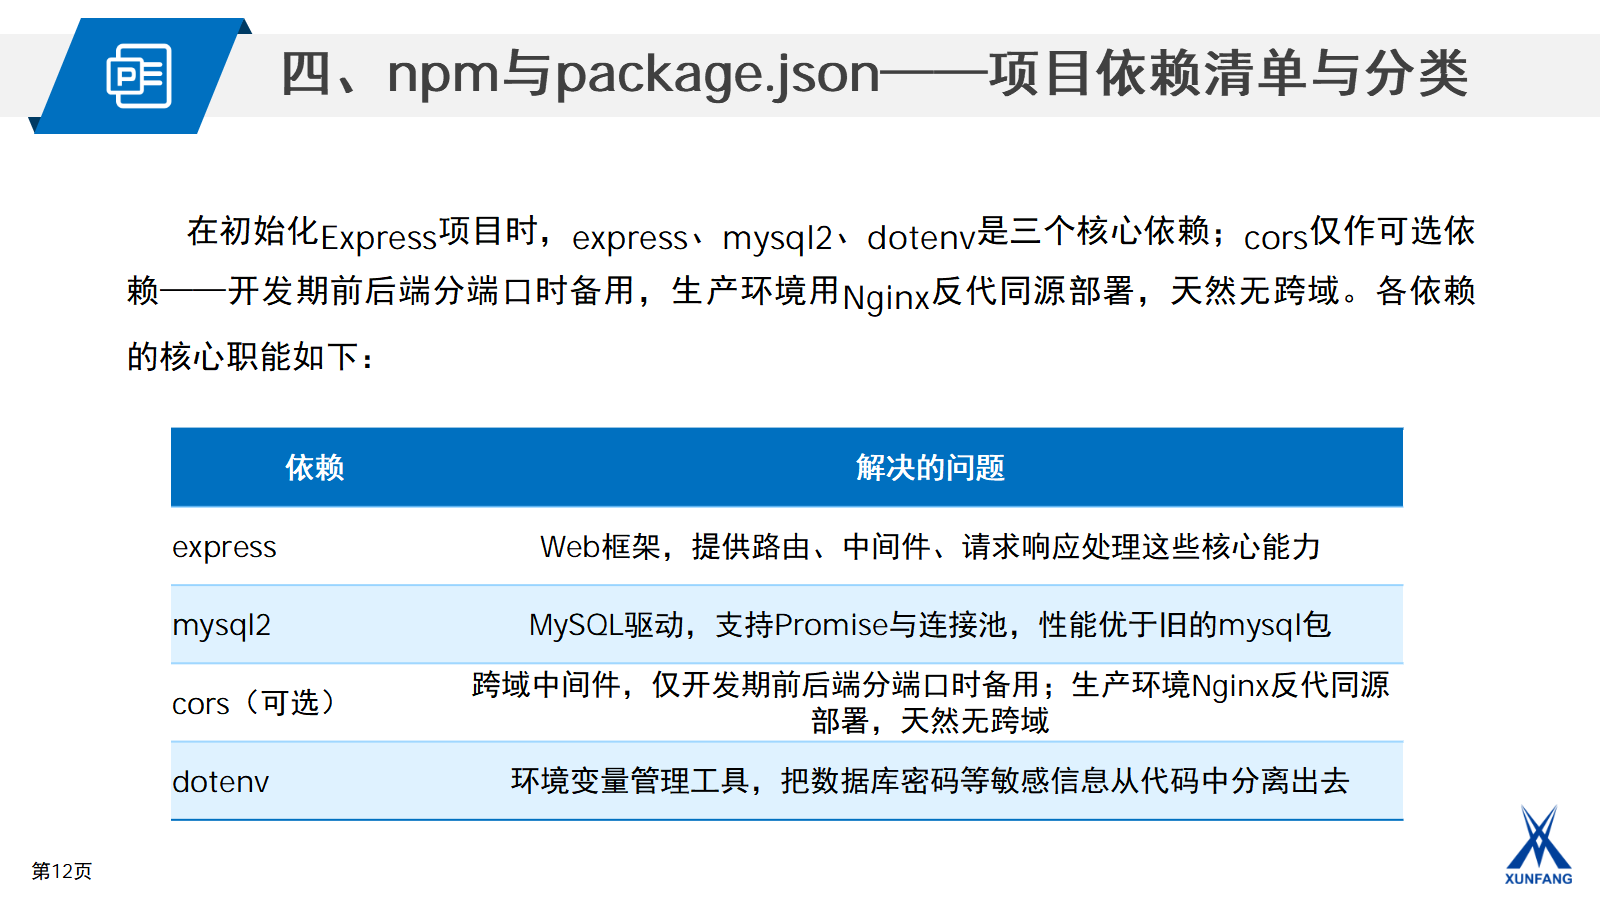 四、npm与package.json——项目依赖清单与分类
在初始化Express项目时，express、mysql2、dotenv是三个核心依赖；cors仅作可选依
赖——开发期前后端分端口时备用，生产环境用Nginx反代同源部署，天然无跨域。各依赖
的核心职能如下：
依赖 解决的问题
express Web框架，提供路由、中间件、请求响应处理这些核心能力
mysql2 MySQL驱动，支持Promise与连接池，性能优于旧的mysql包
cors（可选） 跨域中间件，仅开发期前后端分端口时备用；生产环境Nginx反代同源
部署，天然无跨域
dotenv 环境变量管理工具，把数据库密码等敏感信息从代码中分离出去
第12页
XUNFANG